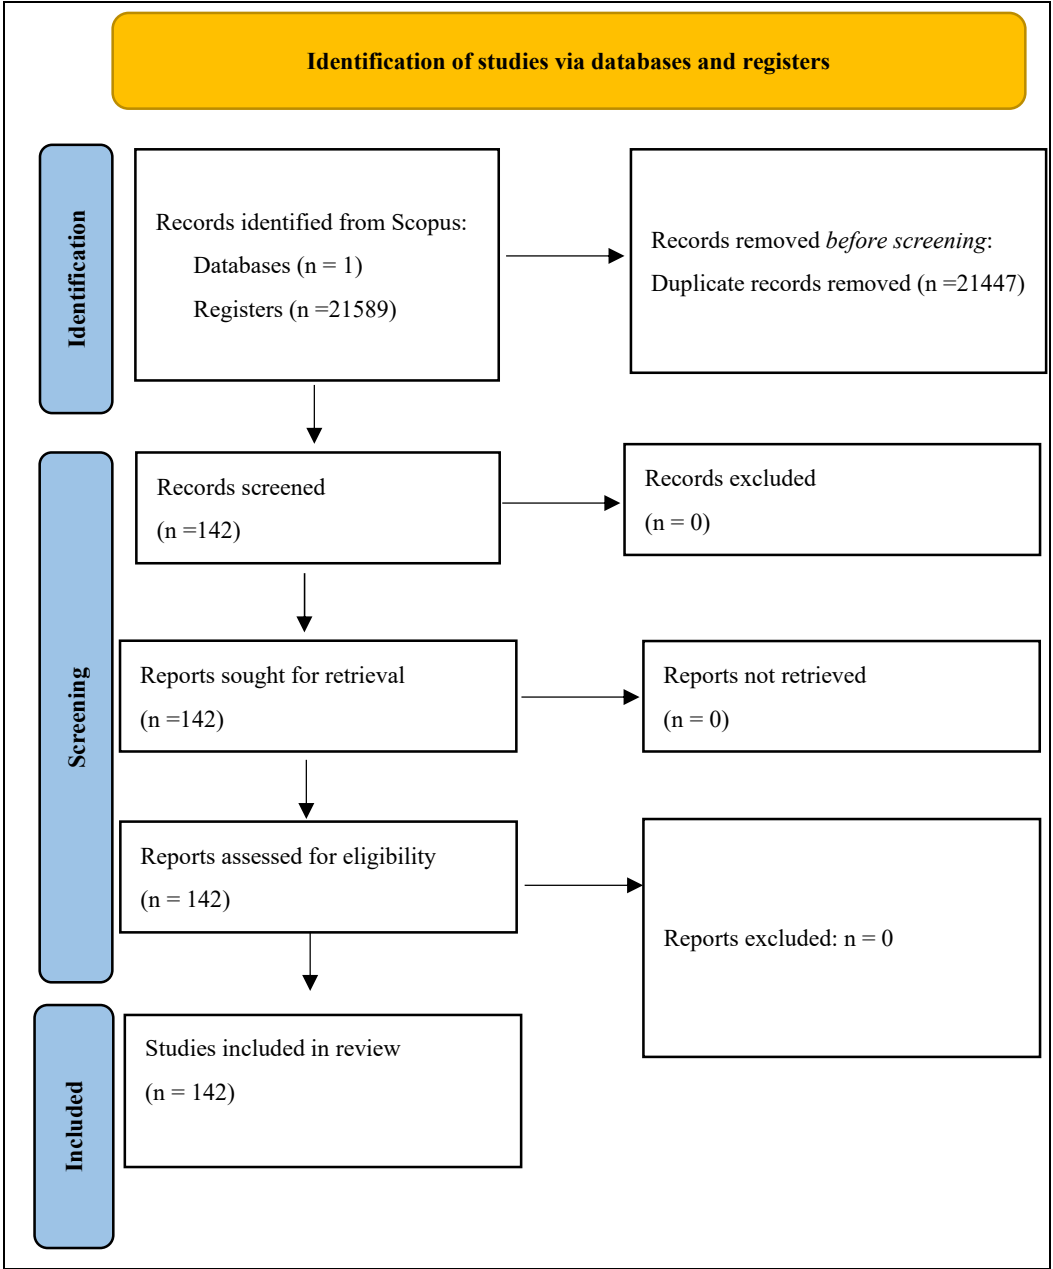 Identification of studies via databases and registers
Identification
Records identified from Scopus:
Databases (n = 1)
Registers (n =21589)
Records removed before screening:
Duplicate records removed (n =21447)
Screening
Records screened
(n =142)
Records excluded
(n = 0)
Reports sought for retrieval
(n =142)
Reports not retrieved
(n = 0)
Reports assessed for eligibility
(n = 142)
Reports excluded: n = 0
Included
Studies included in review
(n = 142)